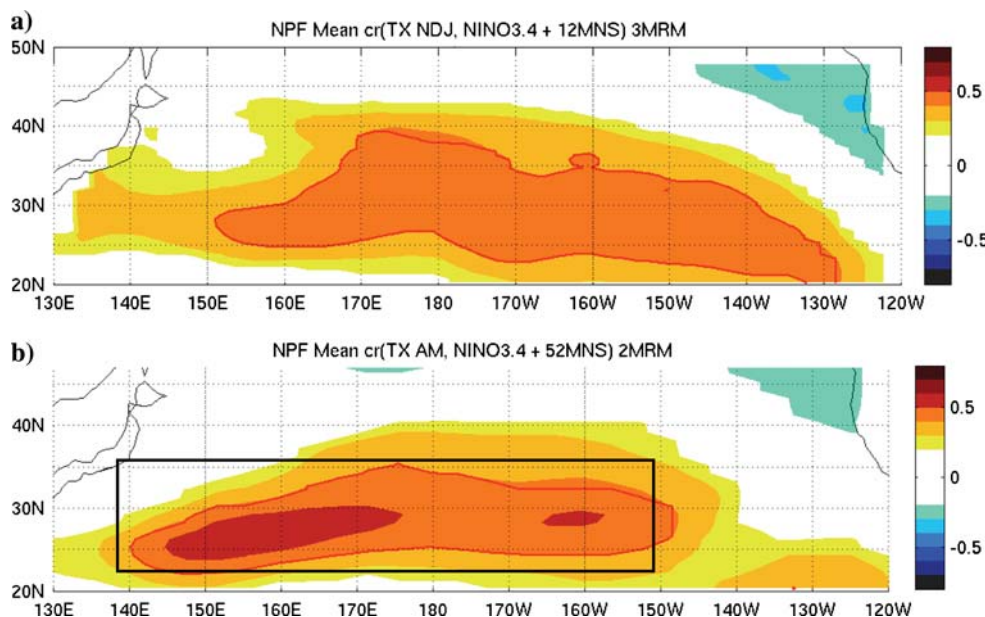 a)
NPF Mean cr(TX NDJ, NINO3.4 + 12MNS) 3MRM
50N
40N
30N
20N
130E 140E 150E 160E 170E 180 170W 160W 150W 140W 130W 120W
0.5
0
-0.5
b)
NPF Mean cr(TX AM, NINO3.4 + 52MNS) 2MRM
40N
30N
20N
130E 140E 150E 160E 170E 180 170W 160W 150W 140W 130W 120W
0.5
0
-0.5